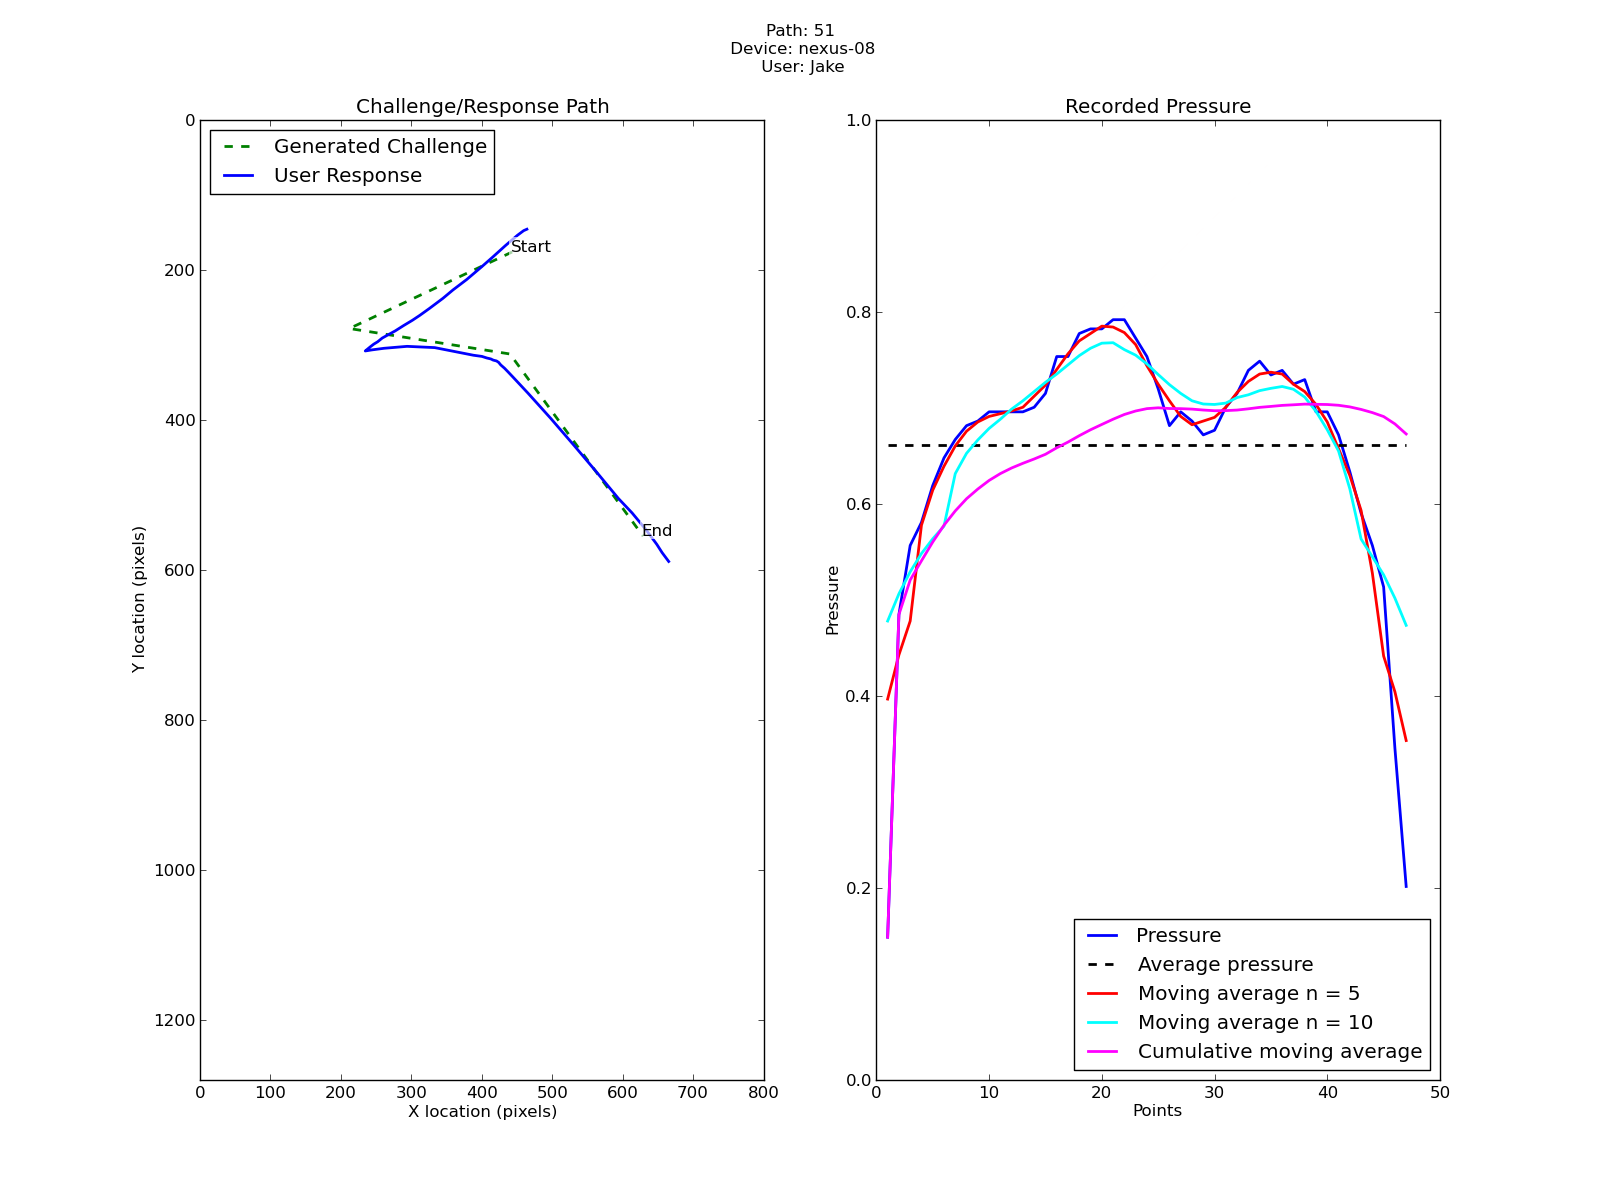 Path: 51
Device: nexus-08
User: Jake
Challenge/Response Path
Generated Challenge
User Response
Start
End
0
200
400
600
800
1000
1200
Y location (pixels)
0 100 200 300 400 500 600 700 800
X location (pixels)
Recorded Pressure
1.0
0.8
0.6
0.4
0.2
0.0
Pressure
Pressure
Average pressure
Moving average n = 5
Moving average n = 10
Cumulative moving average
0 10 20 30 40 50
Points